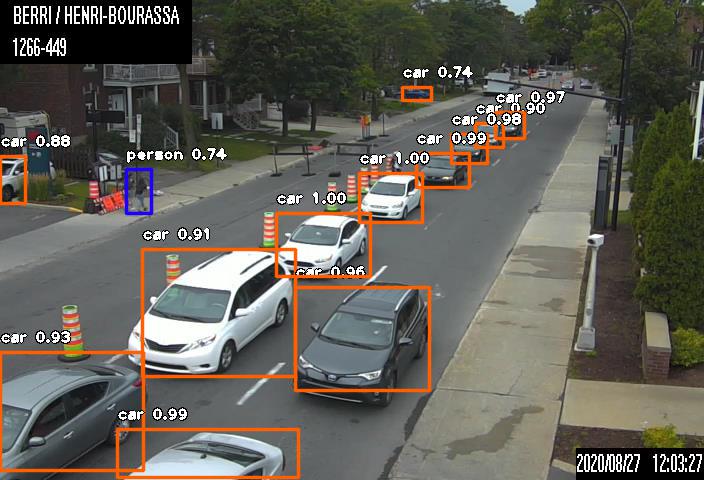 BERRI / HENRI-BOURASSA
1266-449
car 0.74
car 0.97
car 0.90
car 0.98
car 0.99
car 0.88
person 0.74
car 1.00
car 1.00
car 0.91
car 0.96
car 0.93
car 0.99
2020/08/27 12:03:27